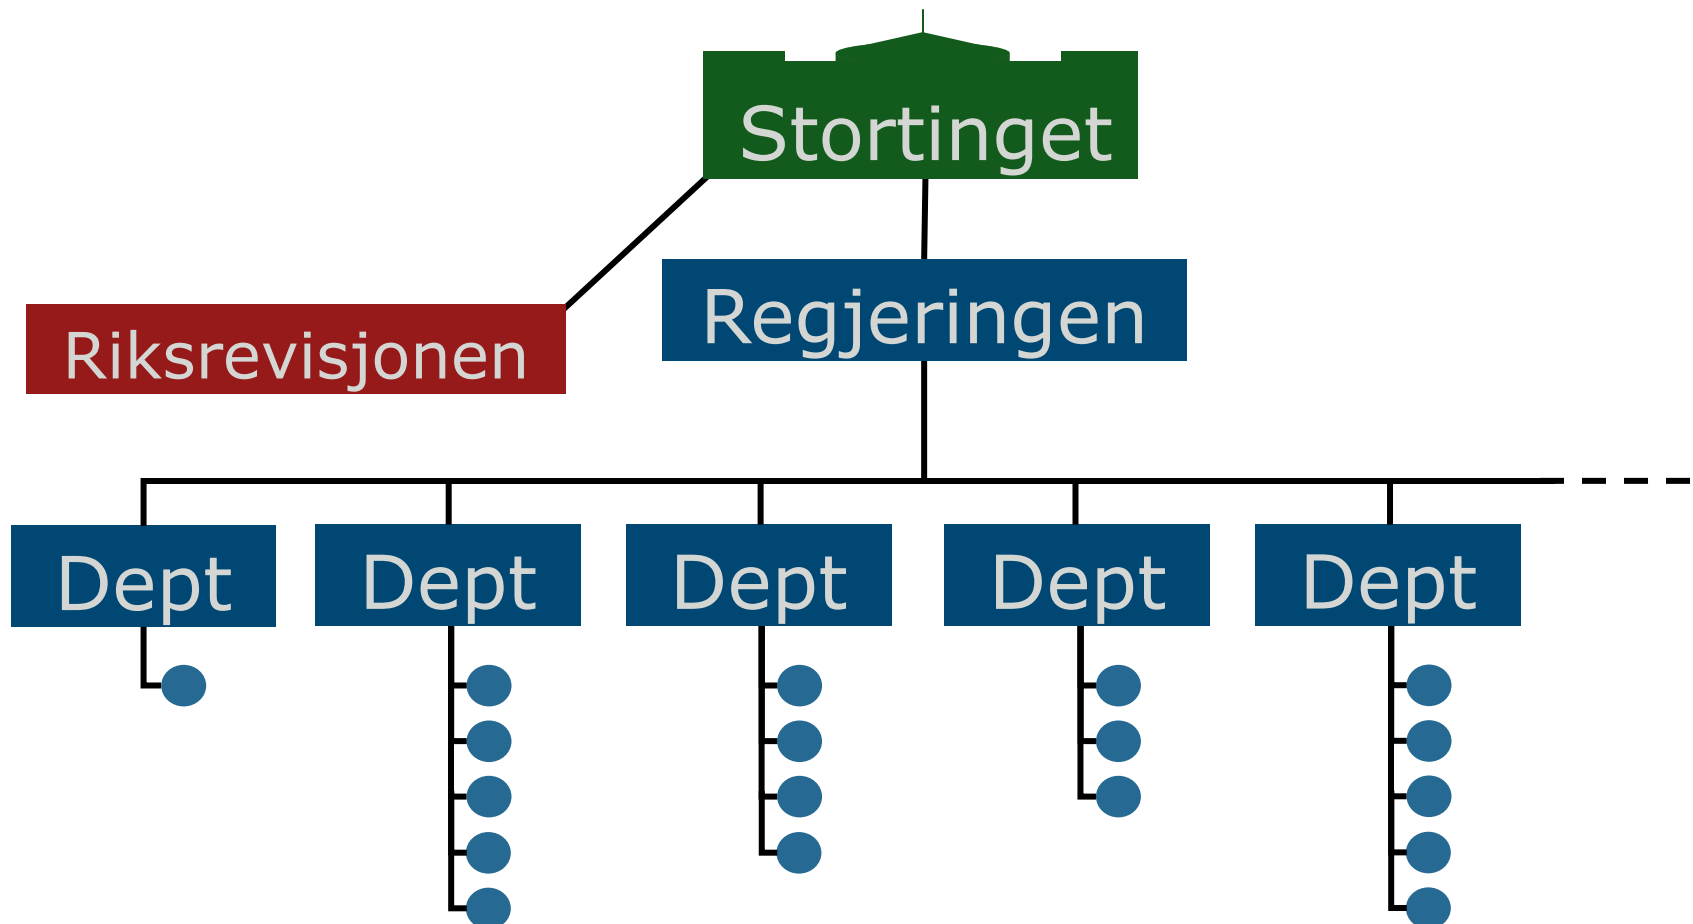 Stortinget
Regjeringen
Riksrevisjonen
Dept
Dept
Dept
Dept
Dept